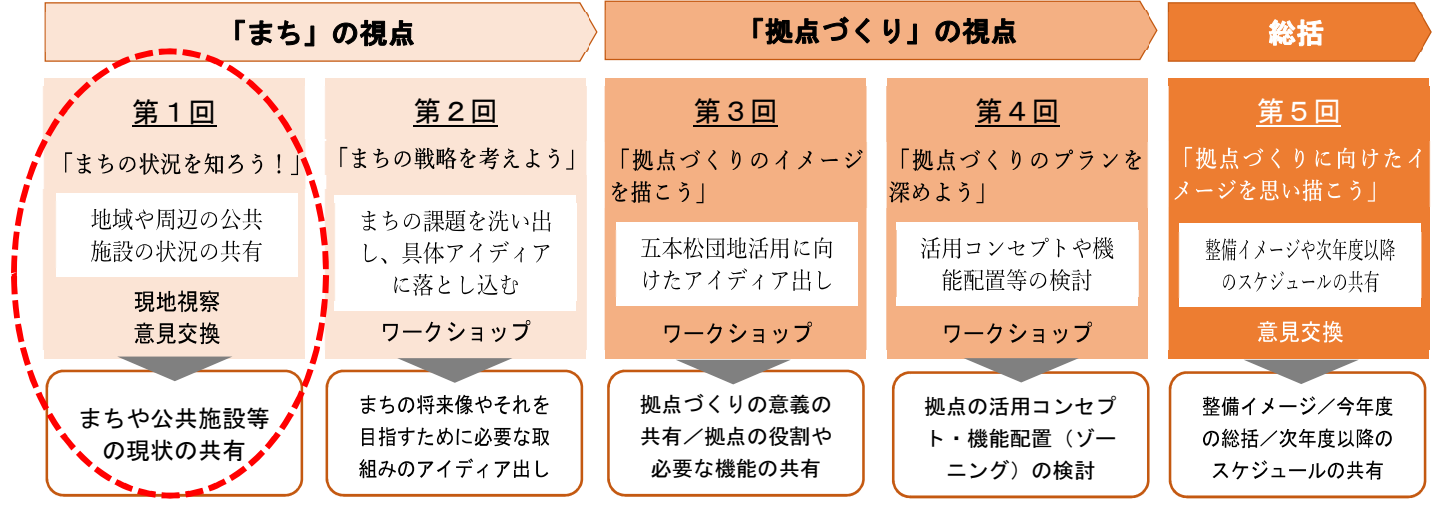 「まち」の視点
「拠点づくり」の視点
総括
第１回
「まちの状況を知ろう！」
地域や周辺の公共
施設の状況の共有
現地視察
意見交換
まちや公共施設等
の現状の共有
第２回
「まちの戦略を考えよう」
まちの課題を洗い出
し、具体アイディア
に落とし込む
ワークショップ
まちの将来像やそれを
目指すために必要な取
組みのアイディア出し
第３回
「拠点づくりのイメージ
を描こう」
五本松団地活用に向
けたアイディア出し
ワークショップ
拠点づくりの意義の
共有／拠点の役割や
必要な機能の共有
第４回
「拠点づくりのプランを
深めよう」
活用コンセプトや機
能配置等の検討
ワークショップ
拠点の活用コンセプ
ト・機能配置（ゾー
ニング）の検討
第５回
「拠点づくりに向けたイ
メージを思い描こう」
整備イメージや次年度以降
のスケジュールの共有
意見交換
整備イメージ／今年度
の総括／次年度以降の
スケジュールの共有